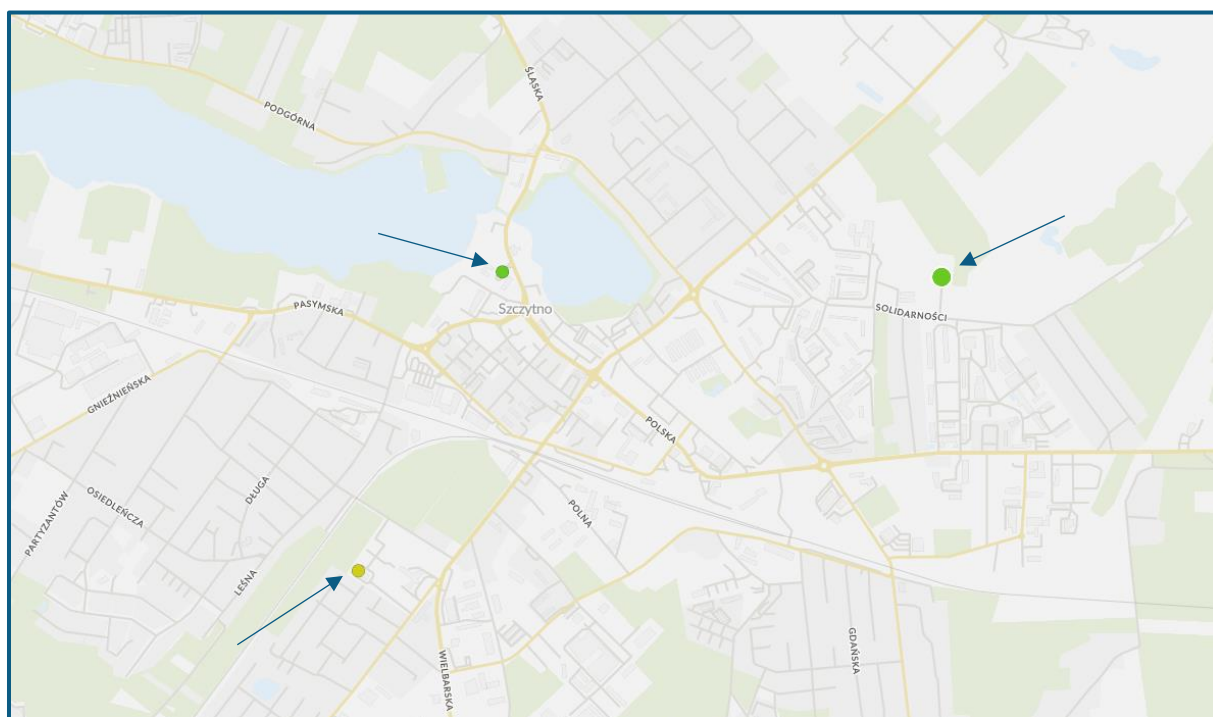 ŚLĄSKA
PODGÓRNA
Szczytno
PASYMSKA
SOLIDARNOŚCI
GNIEŹNIEŃSKA
POLSKA
DŁUGA
OSIEDLEŃCZA
PARTYZANTÓW
POLNA
LEŚNA
WIELBARSKA
GDAŃSKA